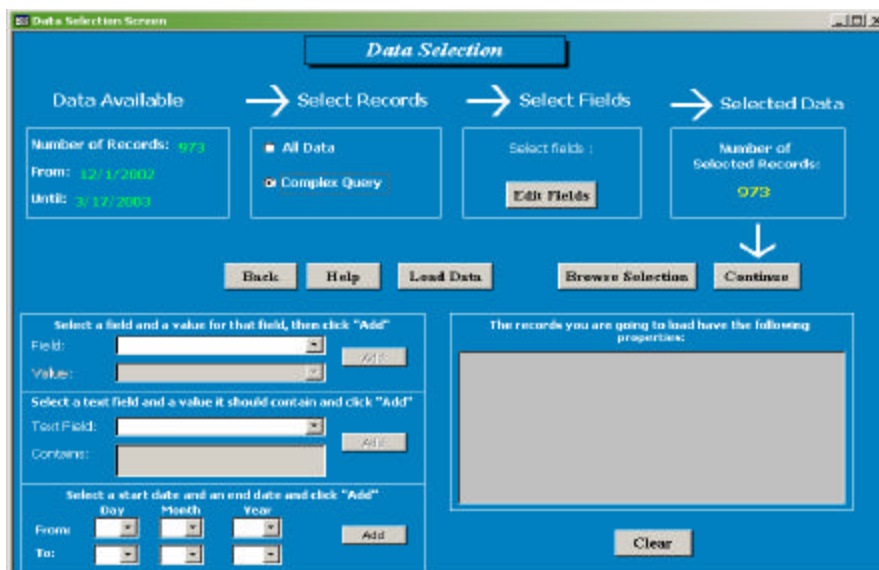 Data Selection Screen
Data Selection
Data Available
Select Records
Select Fields
Selected Data
Number of Records: 973
From: 12/1/2002
Until: 3/17/2003
All Data
Complex Query
Select fields :
Edit Fields
Number of
Selected Records:
973
Back
Help
Load Data
Browse Selection
Continue
Select a field and a value for that field, then click "Add"
Field:
Add
Value:
Select a text field and a value it should contain and click "Add"
Text Field:
Add
Contains:
Select a start date and an end date and click "Add"
Day Month Year
From:
Add
To:
The records you are going to load have the following
properties:
Clear